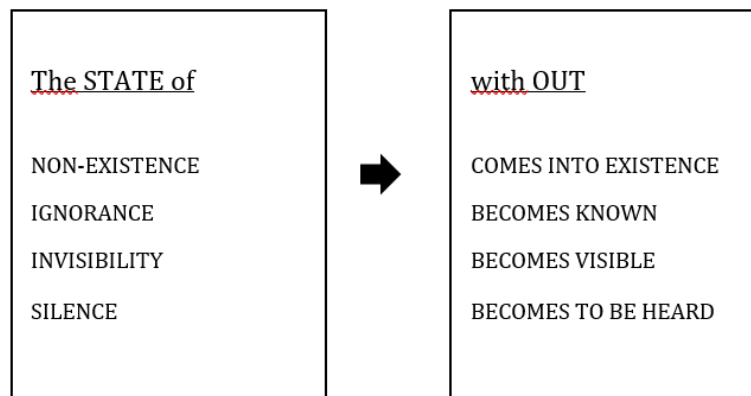 The STATE of
NON-EXISTENCE
IGNORANCE
INVISIBILITY
SILENCE
with OUT
COMES INTO EXISTENCE
BECOMES KNOWN
BECOMES VISIBLE
BECOMES TO BE HEARD